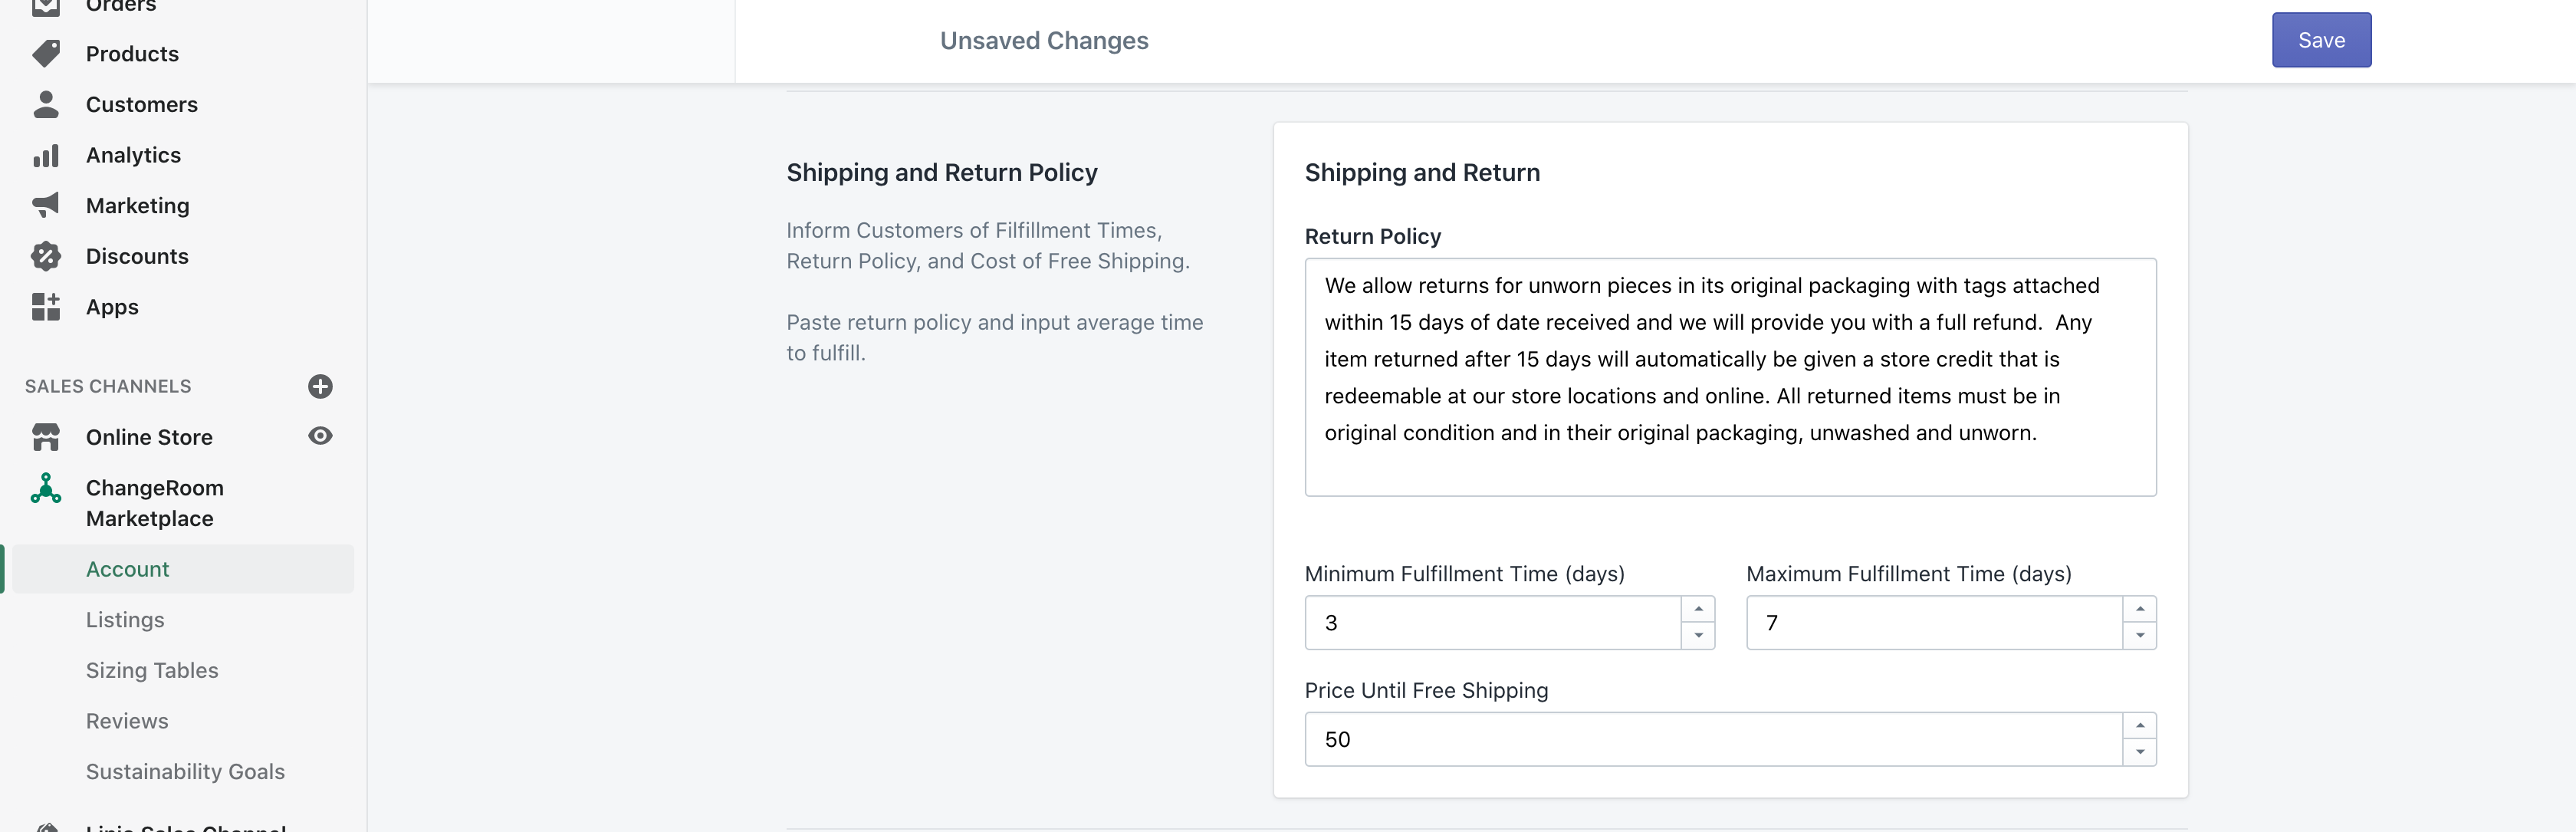 Orders
Products
Customers
Analytics
Marketing
Discounts
Apps
SALES CHANNELS
Online Store
ChangeRoom
Marketplace
Account
Listings
Sizing Tables
Reviews
Sustainability Goals
Unsaved Changes
Save
Shipping and Return Policy
Inform Customers of Filfillment Times,
Return Policy, and Cost of Free Shipping.
Paste return policy and input average time
to fulfill.
Shipping and Return
Return Policy
We allow returns for unworn pieces in its original packaging with tags attached
within 15 days of date received and we will provide you with a full refund.  Any
item returned after 15 days will automatically be given a store credit that is
redeemable at our store locations and online. All returned items must be in
original condition and in their original packaging, unwashed and unworn.
Minimum Fulfillment Time (days)
Maximum Fulfillment Time (days)
3
7
Price Until Free Shipping
50